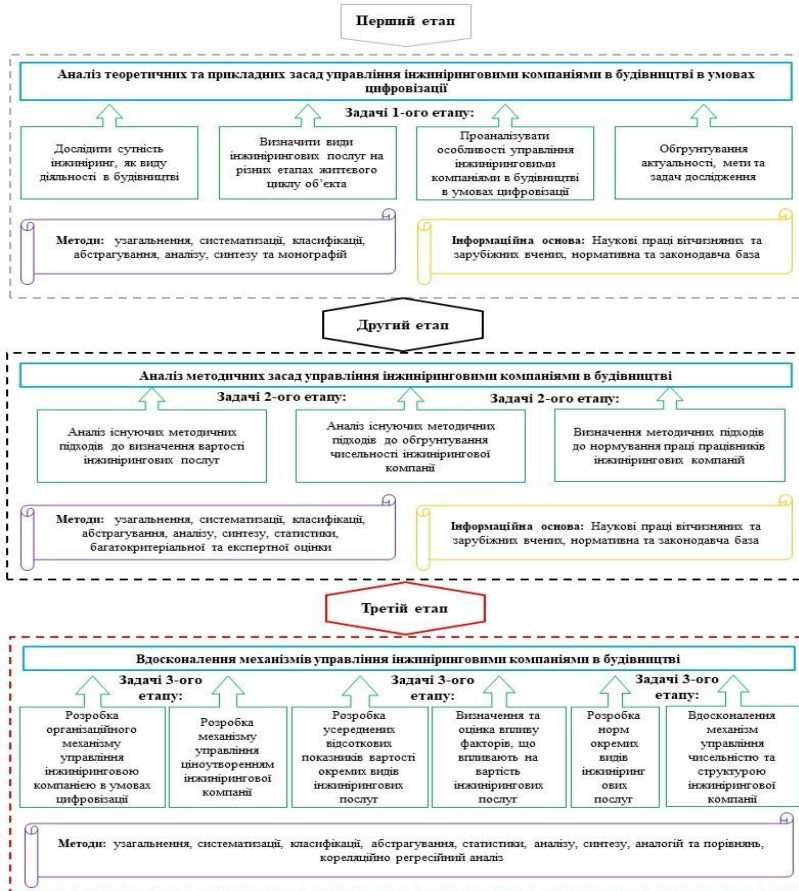 Перший етап
Аналіз теоретичних та прикладних засад управління інжиніринговими компаніями в будівництві в умовах
цифровізації
Задачі 1-ого етапу:
Дослідити сутність
інжиніринг, як виду
діяльності в будівництві
Визначити види
інжинірингових послуг на
різних етапах життєвого
циклу об’єкта
Проаналізувати
особливості управління
інжиніринговими
компаніями в будівництві
в умовах цифровізації
Обґрунтування
актуальності, мети та
задач дослідження
Методи: узагальнення, систематизації, класифікації,
абстрагування, аналізу, синтезу та монографій
Інформаційна основа: Наукові праці вітчизняних та
зарубіжних вчених, нормативна та законодавча база
Другий етап
Аналіз методичних засад управління інжиніринговими компаніями в будівництві
Задачі 2-ого етапу:
Задачі 2-ого етапу:
Аналіз існуючих методичних
підходів до визначення вартості
інжинірингових послуг
Аналіз існуючих методичних
підходів до обґрунтування
чисельності інжинірингової
компанії
Визначення методичних підходів
до нормування праці працівників
інжинірингових компаній
Методи: узагальнення, систематизації, класифікації,
абстрагування, аналізу, синтезу, статистики,
багатокритеріальної та експертної оцінки
Інформаційна основа: Наукові праці вітчизняних та
зарубіжних вчених, нормативна та законодавча база
Третій етап
Вдосконалення механізмів управління інжиніринговими компаніями в будівництві
Задачі 3-ого
етапу:
Задачі 3-ого
етапу:
Задачі 3-ого
етапу:
Розробка
організаційного
механізму
управління
інжиніринговою
компанією в умовах
цифровізації
Розробка
механізму
управління
ціноутворенням
інжинірингової
компанії
Розробка
усереднених
відсоткових
показників вартості
окремих видів
інжинірингових
послуг
Визначення та
оцінка впливу
факторів, що
впливають на
вартість
інжинірингових
послуг
Розробка
норм
окремих
видів
інжиніринг
ових
послуг
Вдосконалення
механізм
управління
чисельністю та
структурою
інжинірингової
компанії
Методи: узагальнення, систематизації, класифікації, абстрагування, статистики, аналізу, синтезу, аналогій та порівнянь,
кореляційно регресійний аналіз